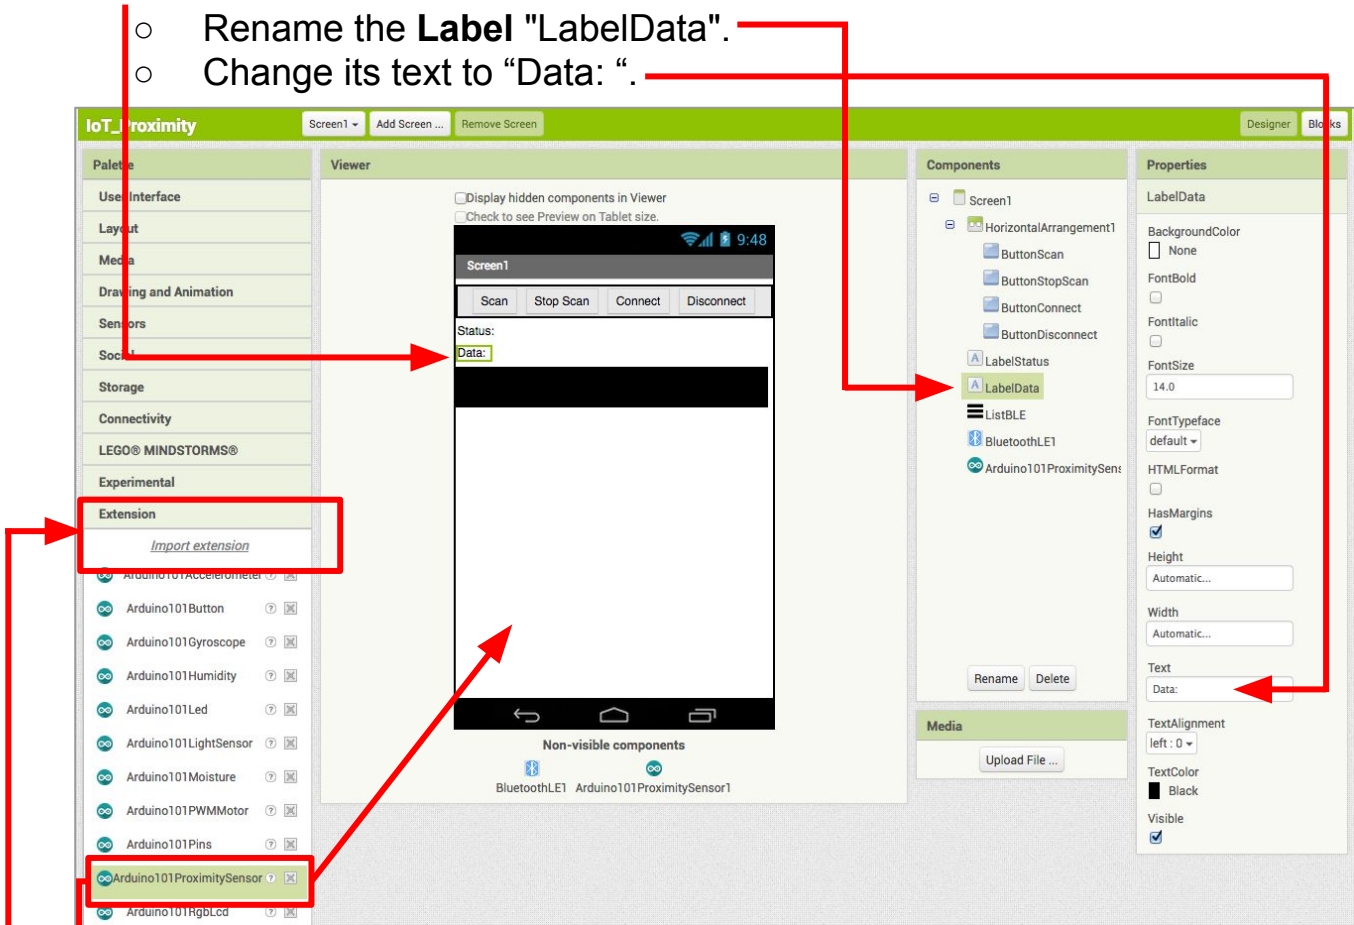 ○ Rename the Label "LabelData".
○ Change its text to “Data: “.
IoT_Proximity
Screen1
Add Screen ...
Remove Screen
Designer
Blocks
Palette
User Interface
Layout
Media
Drawing and Animation
Sensors
Social
Storage
Connectivity
LEGO® MINDSTORMS®
Experimental
Extension
Import extension
Arduino101Accelerometer
Arduino101Button
Arduino101Gyroscope
Arduino101Humidity
Arduino101Led
Arduino101LightSensor
Arduino101Moisture
Arduino101PWMMotor
Arduino101Pins
Arduino101ProximitySensor
Arduino101RgbLcd
Viewer
Display hidden components in Viewer
Check to see Preview on Tablet size.
9:48
Screen1
Scan
Stop Scan
Connect
Disconnect
Status:
Data:
Non-visible components
BluetoothLE1
Arduino101ProximitySensor1
Components
Screen1
HorizontalArrangement1
ButtonScan
ButtonStopScan
ButtonConnect
ButtonDisconnect
LabelStatus
LabelData
ListBLE
BluetoothLE1
Arduino101ProximitySens
Rename
Delete
Media
Upload File ...
Properties
LabelData
BackgroundColor
None
FontBold
FontItalic
FontSize
14.0
FontTypeface
default
HTMLFormat
HasMargins
Height
Automatic...
Width
Automatic...
Text
Data:
TextAlignment
left : 0
TextColor
Black
Visible